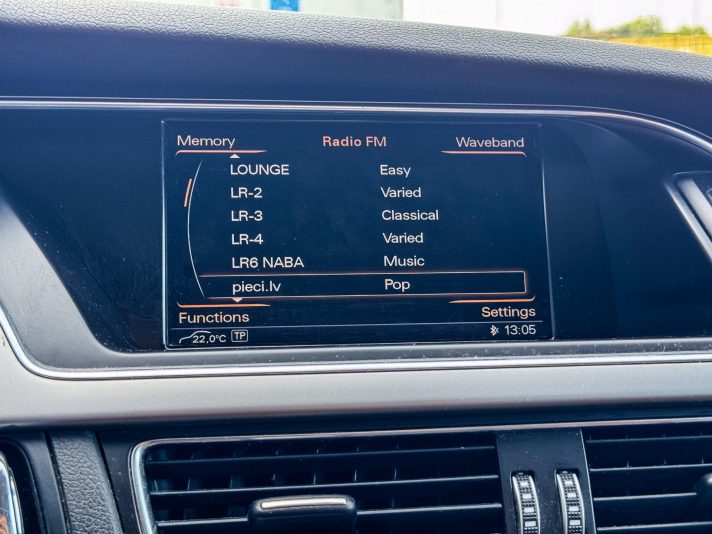 Memory Radio FM Waveband
LOUNGE Easy
LR-2 Varied
LR-3 Classical
LR-4 Varied
LR6 NABA Music
pieci.lv Pop
Functions Settings
22,0°C TP 13:05